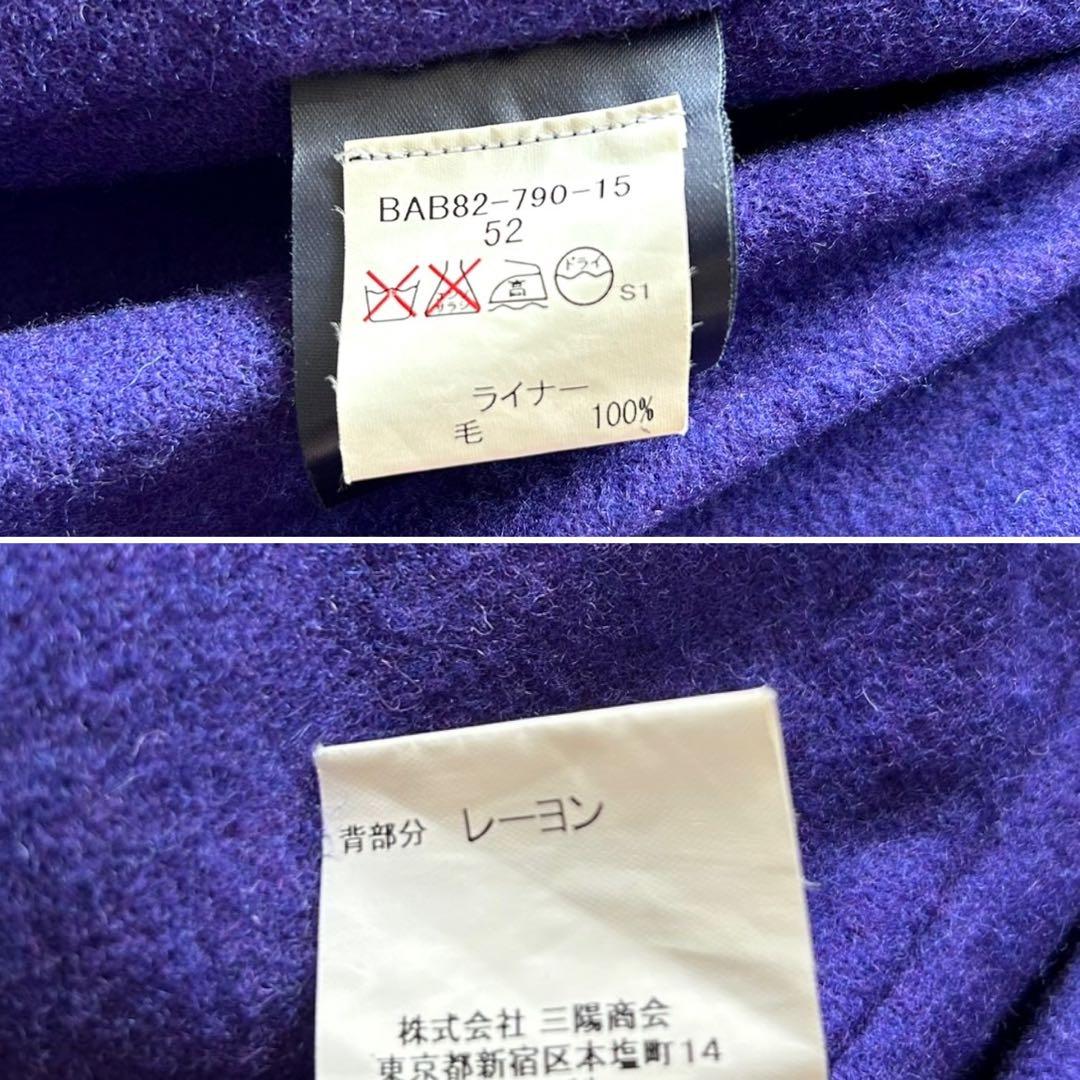 BAB82-790-15
52
高 ドライ
S1
ライナー
毛 100%
背部分 レーヨン
株式会社 三陽商会
東京都新宿区本塩町14